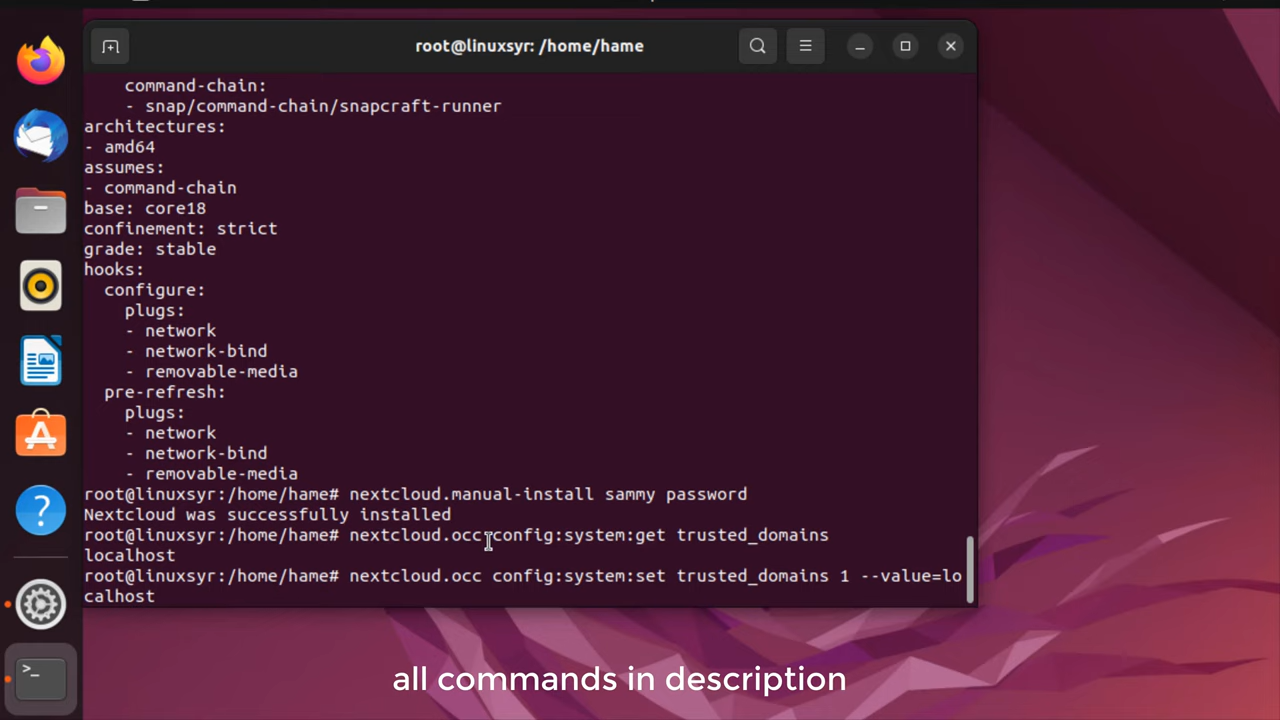 root@linuxsyr: /home/hame
command-chain:
- snap/command-chain/snapcraft-runner
architectures:
- amd64
assumes:
- command-chain
base: core18
confinement: strict
grade: stable
hooks:
configure:
plugs:
- network
- network-bind
- removable-media
pre-refresh:
plugs:
- network
- network-bind
- removable-media
root@linuxsyr:/home/hame# nextcloud.manual-install sammy password
Nextcloud was successfully installed
root@linuxsyr:/home/hame# nextcloud.occ config:system:get trusted_domains
localhost
root@linuxsyr:/home/hame# nextcloud.occ config:system:set trusted_domains 1 --value=lo
calhost
all commands in description